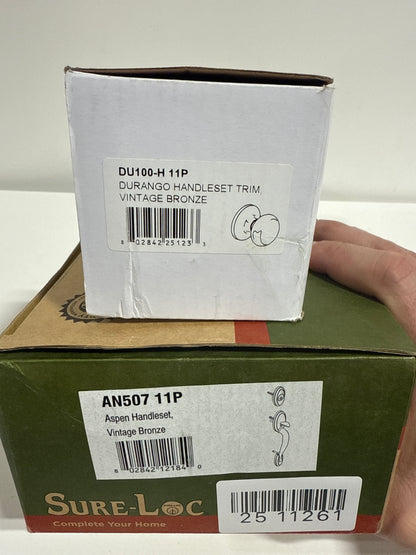 DU100-H 11P
DURANGO HANDLESET TRIM,
VINTAGE BRONZE
8 02842 25123 3
AN507 11P
Aspen Handleset,
Vintage Bronze
8 02842 12184 0
SURE-LOC
Complete Your Home
25 11261